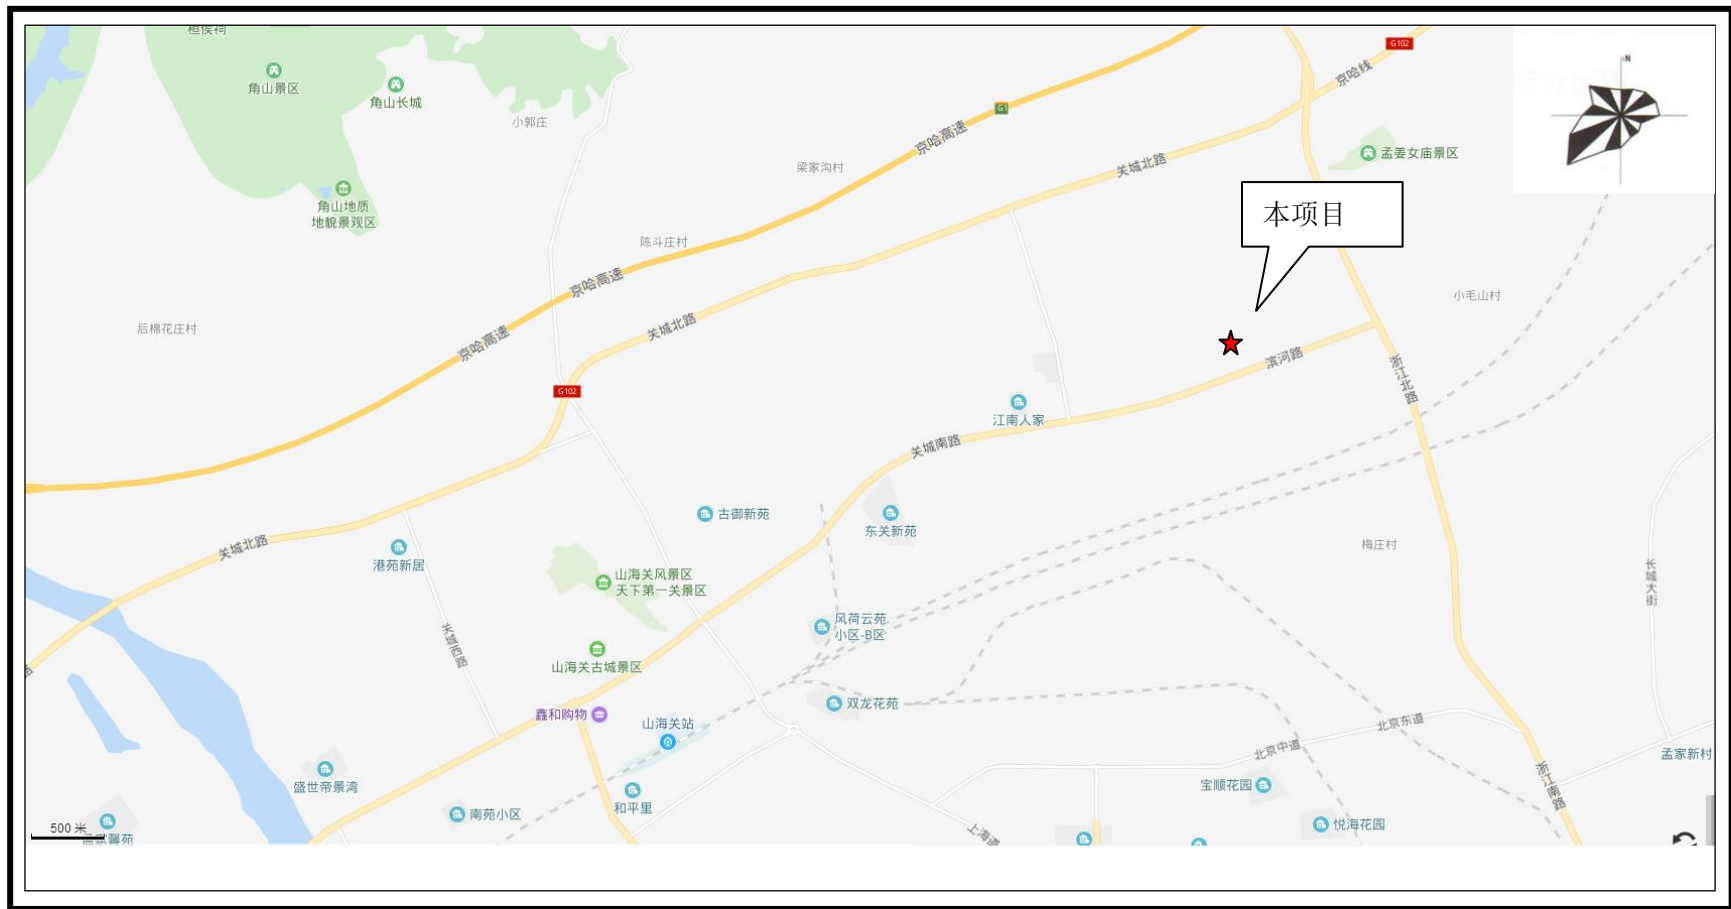 桓侯祠
G102
N
角山景区
角山长城
京哈线
小郭庄
G1
京哈高速
孟姜女庙景区
梁家沟村
关城北路
角山地质
地貌景观区
本项目
陈斗庄村
京哈高速
小毛山村
后棉花庄村
关城北路
京哈高速
滨河路
浙江北路
G102
江南人家
关城南路
古御新苑
东关新苑
关城北路
港苑新居
梅庄村
山海关风景区
天下第一关景区
长城大街
风荷云苑
小区-B区
关城西路
山海关古城景区
双龙花苑
鑫和购物
山海关站
北京东道
北京中道
孟家新村
盛世帝景湾
宝顺花园
浙江南路
和平里
南苑小区
悦海花园
500 米
上海道